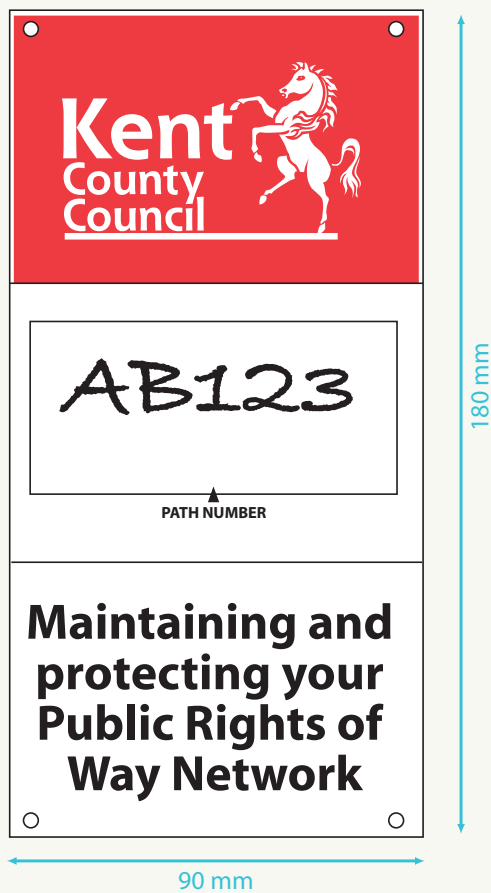 Kent
County
Council
AB123
PATH NUMBER
Maintaining and
protecting your
Public Rights of
Way Network
180 mm
90 mm